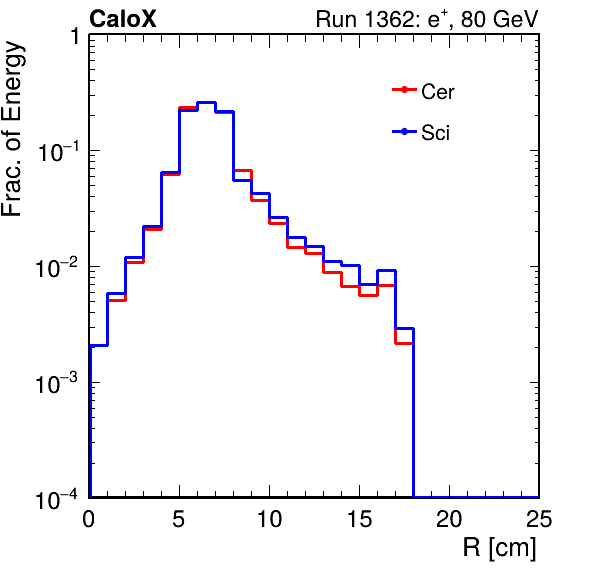 CaloX Run 1362: e⁺, 80 GeV
Frac. of Energy
1
10⁻¹
10⁻²
10⁻³
10⁻⁴
Cer
Sci
0 5 10 15 20 25
R [cm]